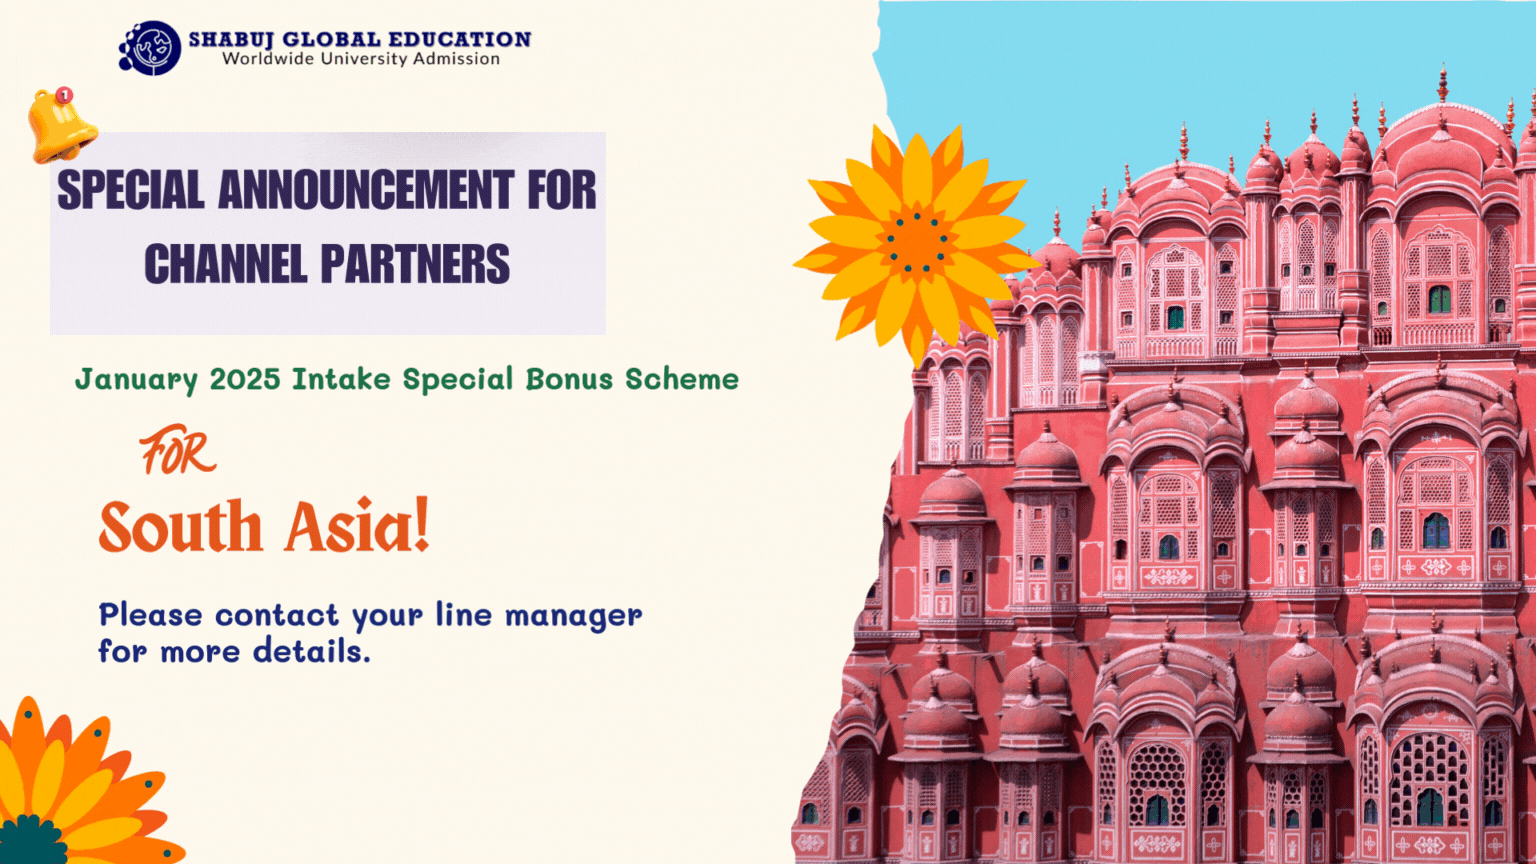 SHABUJ GLOBAL EDUCATION
Worldwide University Admission
1
SPECIAL ANNOUNCEMENT FOR
CHANNEL PARTNERS
January 2025 Intake Special Bonus Scheme
FOR
South Asia!
Please contact your line manager
for more details.